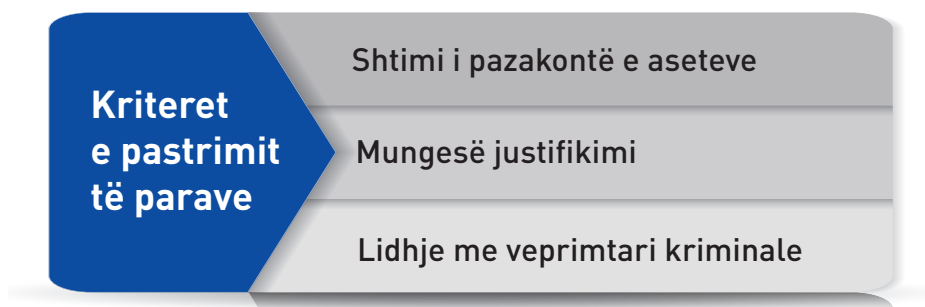 Kriteret
e pastrimit
të parave
Shtimi i pazakontë e aseteve
Mungesë justifikimi
Lidhje me veprimtari kriminale